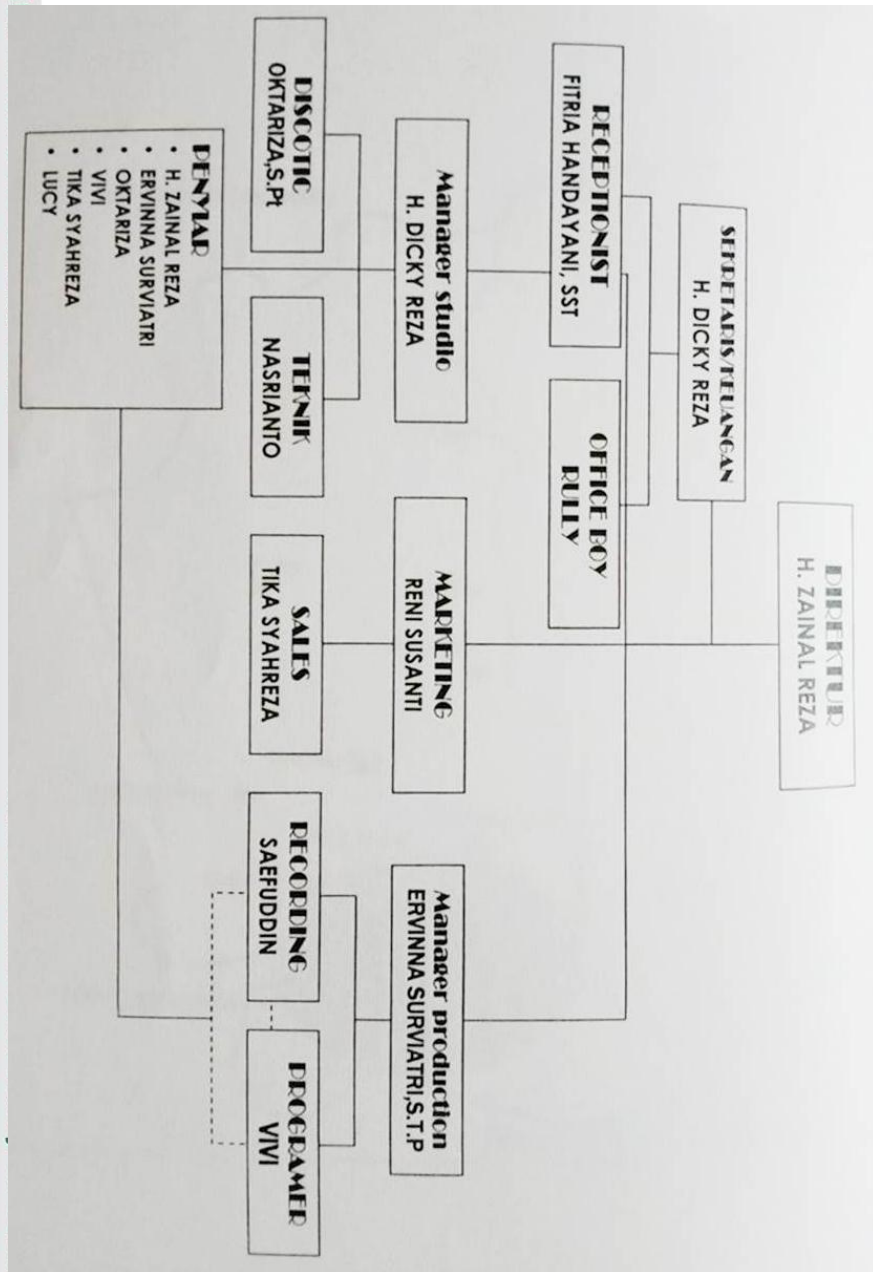 DIREKTUR
H. ZAINAL REZA
SEKRETARIS/KEUANGAN
H. DICKY REZA
RECEPTIONIST
FITRIA HANDAYANI, SST
OFFICE BOY
RULLY
Manager studio
H. DICKY REZA
MARKETING
RENI SUSANTI
Manager production
ERVINNA SURVIATRI,S.T.P
DISCOTIC
OKTARIZA,S.Pt
TEKNIK
NASRIANTO
SALES
TIKA SYAHREZA
RECORDING
SAEFUDDIN
PROGRAMER
VIVI
PENYIAR
• H. ZAINAL REZA
• ERVINNA SURVIATRI
• OKTARIZA
• VIVI
• TIKA SYAHREZA
• LUCY